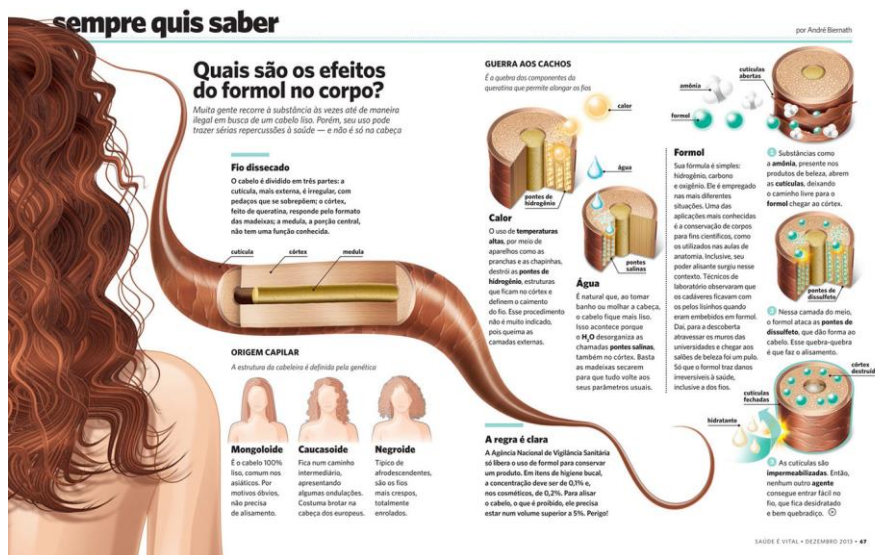 sempre quis saber
por André Biernath
Quais são os efeitos
do formol no corpo?
Muita gente recorre à substância às vezes até de maneira
ilegal em busca de um cabelo liso. Porém, seu uso pode
trazer sérias repercussões à saúde — e não é só na cabeça
Fio dissecado
O cabelo é dividido em três partes: a
cutícula, mais externa, é irregular, com
pedaços que se sobrepõem; o córtex,
feito de queratina, responde pelo formato
das madeixas; a medula, a porção central,
não tem uma função conhecida.
cutícula
córtex
medula
ORIGEM CAPILAR
A estrutura da cabeleira é definida pela genética
Mongoloide
É o cabelo 100%
liso, comum nos
asiáticos. Por
motivos óbvios,
não precisa
de alisamento.
Caucasoide
Fica num caminho
intermediário,
apresentando
algumas ondulações.
Costuma brotar na
cabeça dos europeus.
Negroide
Típico de
afrodescendentes,
são os fios
mais crespos,
totalmente
enrolados.
GUERRA AOS CACHOS
É a quebra dos componentes da
queratina que permite alongar os fios
calor
pontes de
hidrogênio
Calor
O uso de temperaturas
altas, por meio de
aparelhos como as
pranchas e as chapinhas,
destrói as pontes de
hidrogênio, estruturas
que ficam no córtex e
definem o caimento
do fio. Esse procedimento
não é muito indicado,
pois queima as
camadas externas.
água
pontes
salinas
Água
É natural que, ao tomar
banho ou molhar a cabeça,
o cabelo fique mais liso.
Isso acontece porque
o H2O desorganiza as
chamadas pontes salinas,
também no córtex. Basta
as madeixas secarem
para que tudo volte aos
seus parâmetros usuais.
A regra é clara
A Agência Nacional de Vigilância Sanitária
só libera o uso de formol para conservar
um produto. Em itens de higiene bucal,
a concentração deve ser de 0,1% e,
nos cosméticos, de 0,2%. Para alisar
o cabelo, o que é proibido, ele precisa
estar num volume superior a 5%. Perigo!
Formol
Sua fórmula é simples:
hidrogênio, carbono
e oxigênio. Ele é empregado
nas mais diferentes
situações. Uma das
aplicações mais conhecidas
é a conservação de corpos
para fins científicos, como
os utilizados nas aulas de
anatomia. Inclusive, seu
poder alisante surgiu nesse
contexto. Técnicos de
laboratório observaram que
os cadáveres ficavam com
os pelos lisinhos quando
eram embebidos em formol.
Daí, para a descoberta
atravessar os muros das
universidades e chegar aos
salões de beleza foi um pulo.
Só que o formol traz danos
irreversíveis à saúde,
inclusive a dos fios.
amônia
formol
cutículas
abertas
1 Substâncias como
a amônia, presente nos
produtos de beleza, abrem
as cutículas, deixando
o caminho livre para o
formol chegar ao córtex.
pontes de
dissulfeto
2 Nessa camada do meio,
o formol ataca as pontes de
dissulfeto, que dão forma ao
cabelo. Esse quebra-quebra
é que faz o alisamento.
córtex
destruíd
cutículas
fechadas
hidratante
3 As cutículas são
impermeabilizadas. Então,
nenhum outro agente
consegue entrar fácil no
fio, que fica desidratado
e bem quebradiço.
SAÚDE É VITAL • DEZEMBRO 2013 • 47